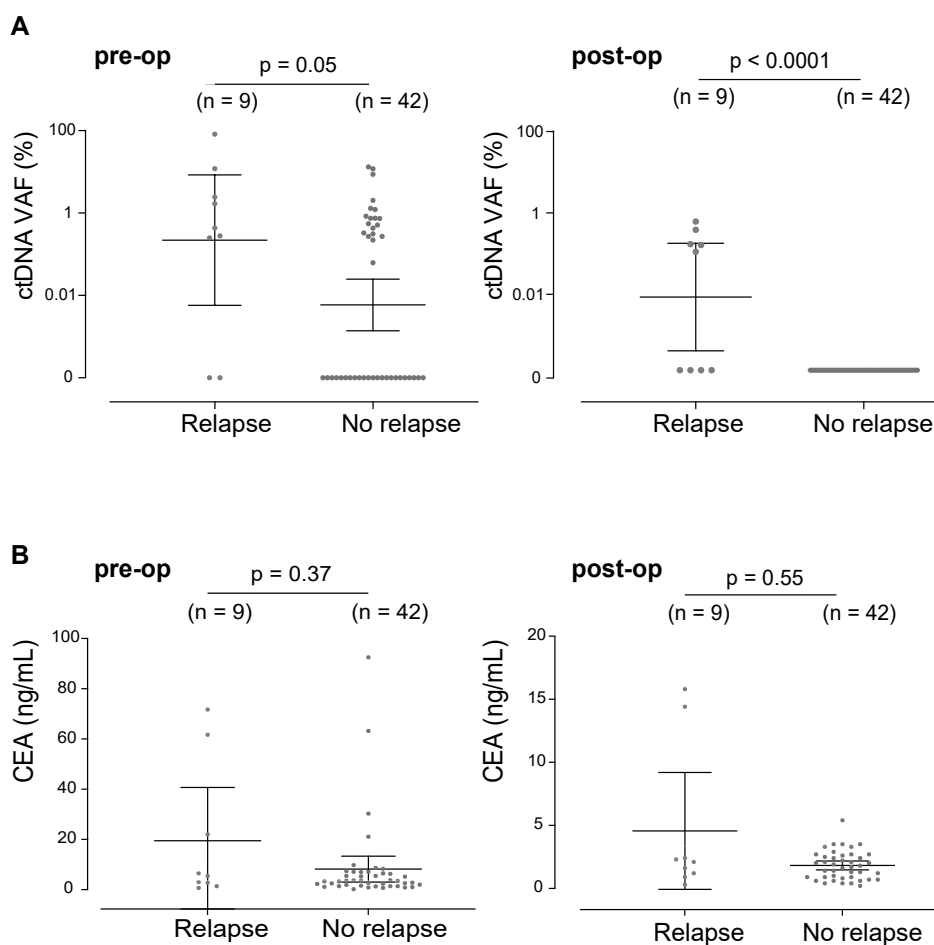 A
pre-op
p = 0.05
(n = 9)
(n = 42)
ctDNA VAF (%)
100
1
0.01
0
Relapse
No relapse
post-op
p < 0.0001
(n = 9)
(n = 42)
ctDNA VAF (%)
100
1
0.01
0
Relapse
No relapse
B
pre-op
p = 0.37
(n = 9)
(n = 42)
CEA (ng/mL)
100
80
60
40
20
0
Relapse
No relapse
post-op
p = 0.55
(n = 9)
(n = 42)
CEA (ng/mL)
20
15
10
5
0
Relapse
No relapse